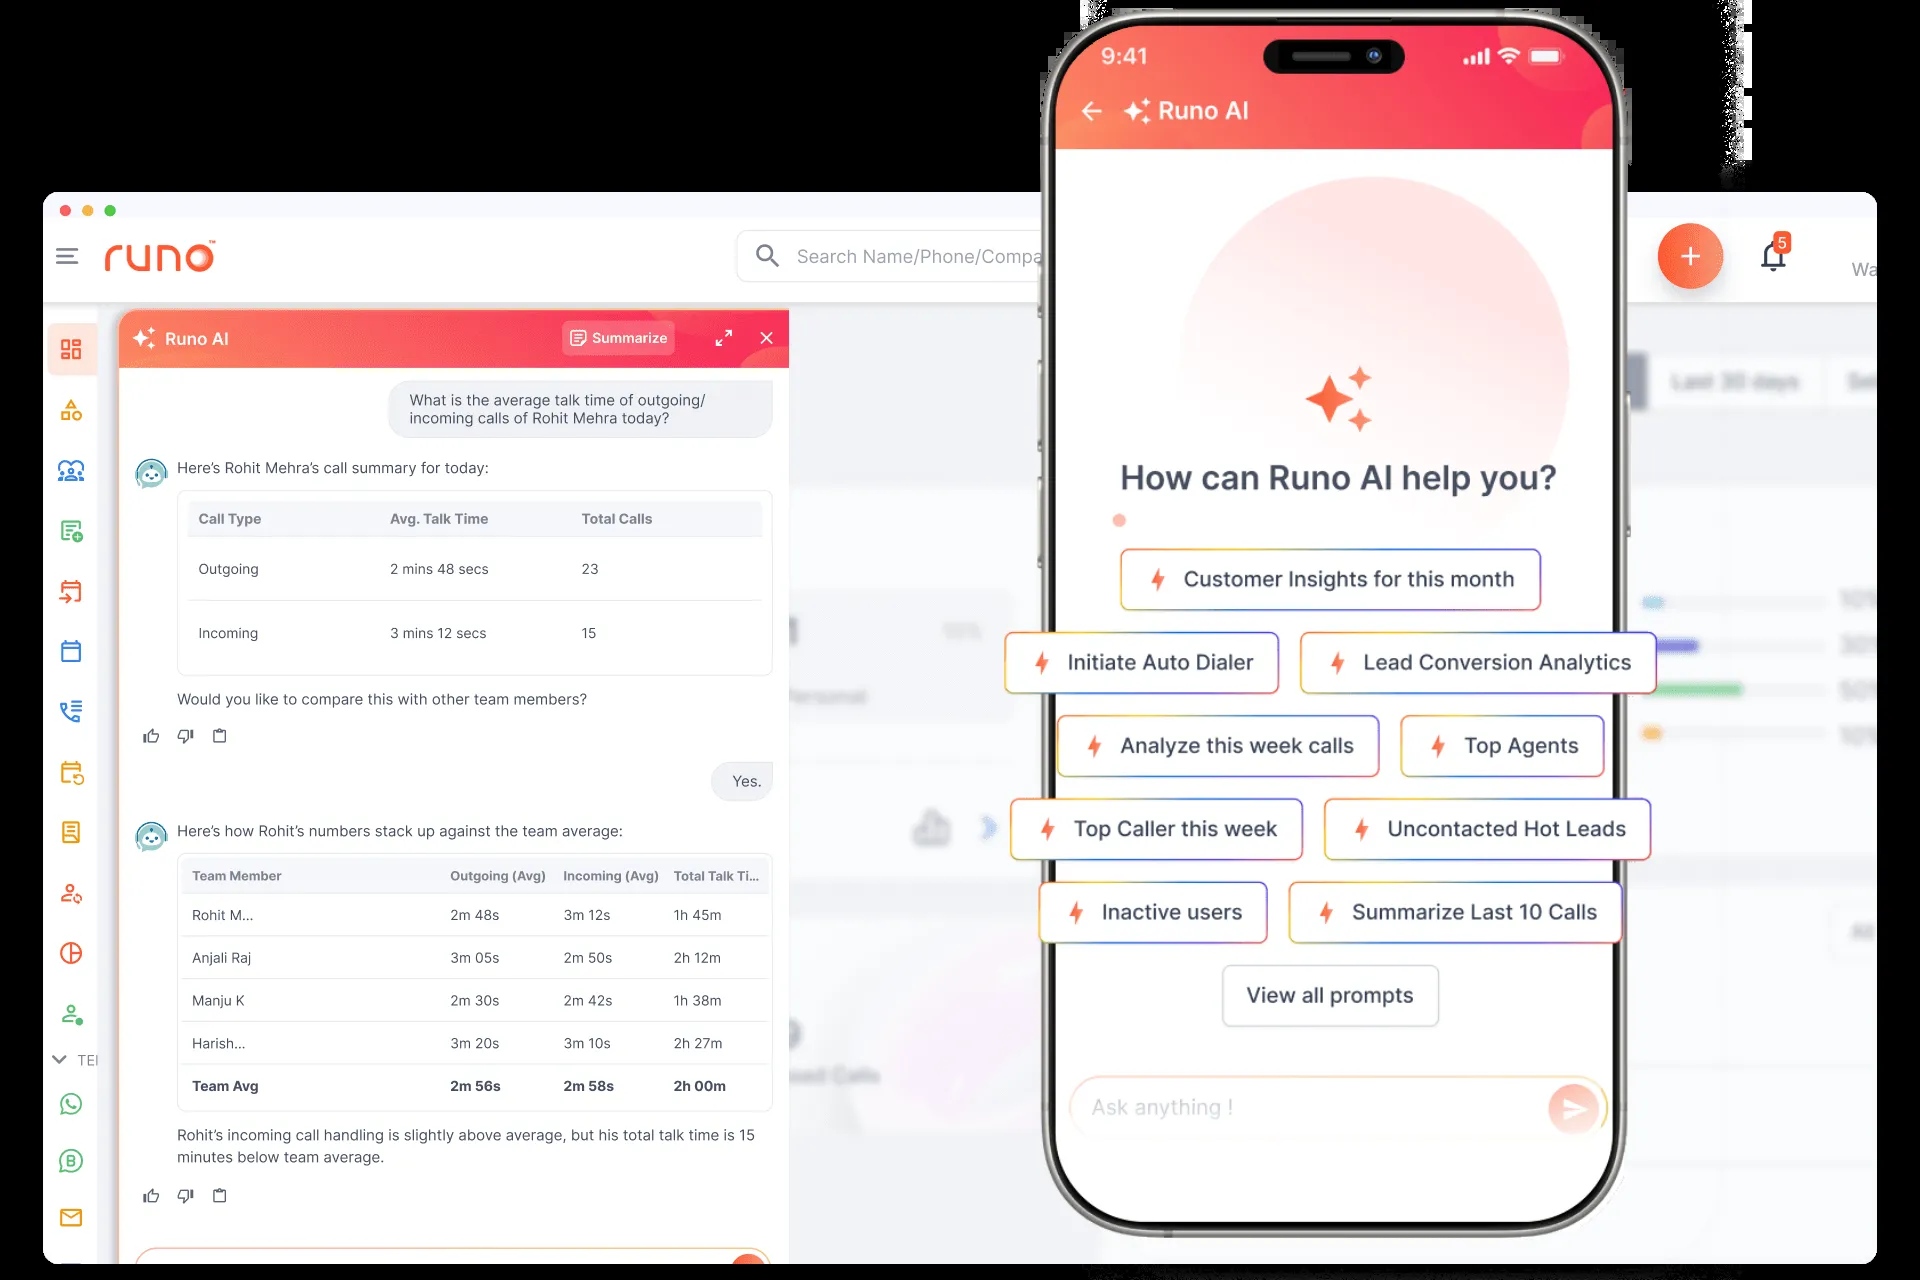 runo™
Search Name/Phone/Compa
5
Wa
Runo AI
Summarize
What is the average talk time of outgoing/
incoming calls of Rohit Mehra today?
Here’s Rohit Mehra’s call summary for today:
Call Type Avg. Talk Time Total Calls
Outgoing 2 mins 48 secs 23
Incoming 3 mins 12 secs 15
Would you like to compare this with other team members?
Yes.
Here’s how Rohit’s numbers stack up against the team average:
Team Member Outgoing (Avg) Incoming (Avg) Total Talk Ti...
Rohit M... 2m 48s 3m 12s 1h 45m
Anjali Raj 3m 05s 2m 50s 2h 12m
Manju K 2m 30s 2m 42s 1h 38m
Harish... 3m 20s 3m 10s 2h 27m
Team Avg 2m 56s 2m 58s 2h 00m
Rohit’s incoming call handling is slightly above average, but his total talk time is 15
minutes below team average.
TE
B
9:41
Runo AI
How can Runo AI help you?
Customer Insights for this month
Initiate Auto Dialer
Lead Conversion Analytics
Analyze this week calls
Top Agents
Top Caller this week
Uncontacted Hot Leads
Inactive users
Summarize Last 10 Calls
View all prompts
Ask anything !
Last 30 days
Personal